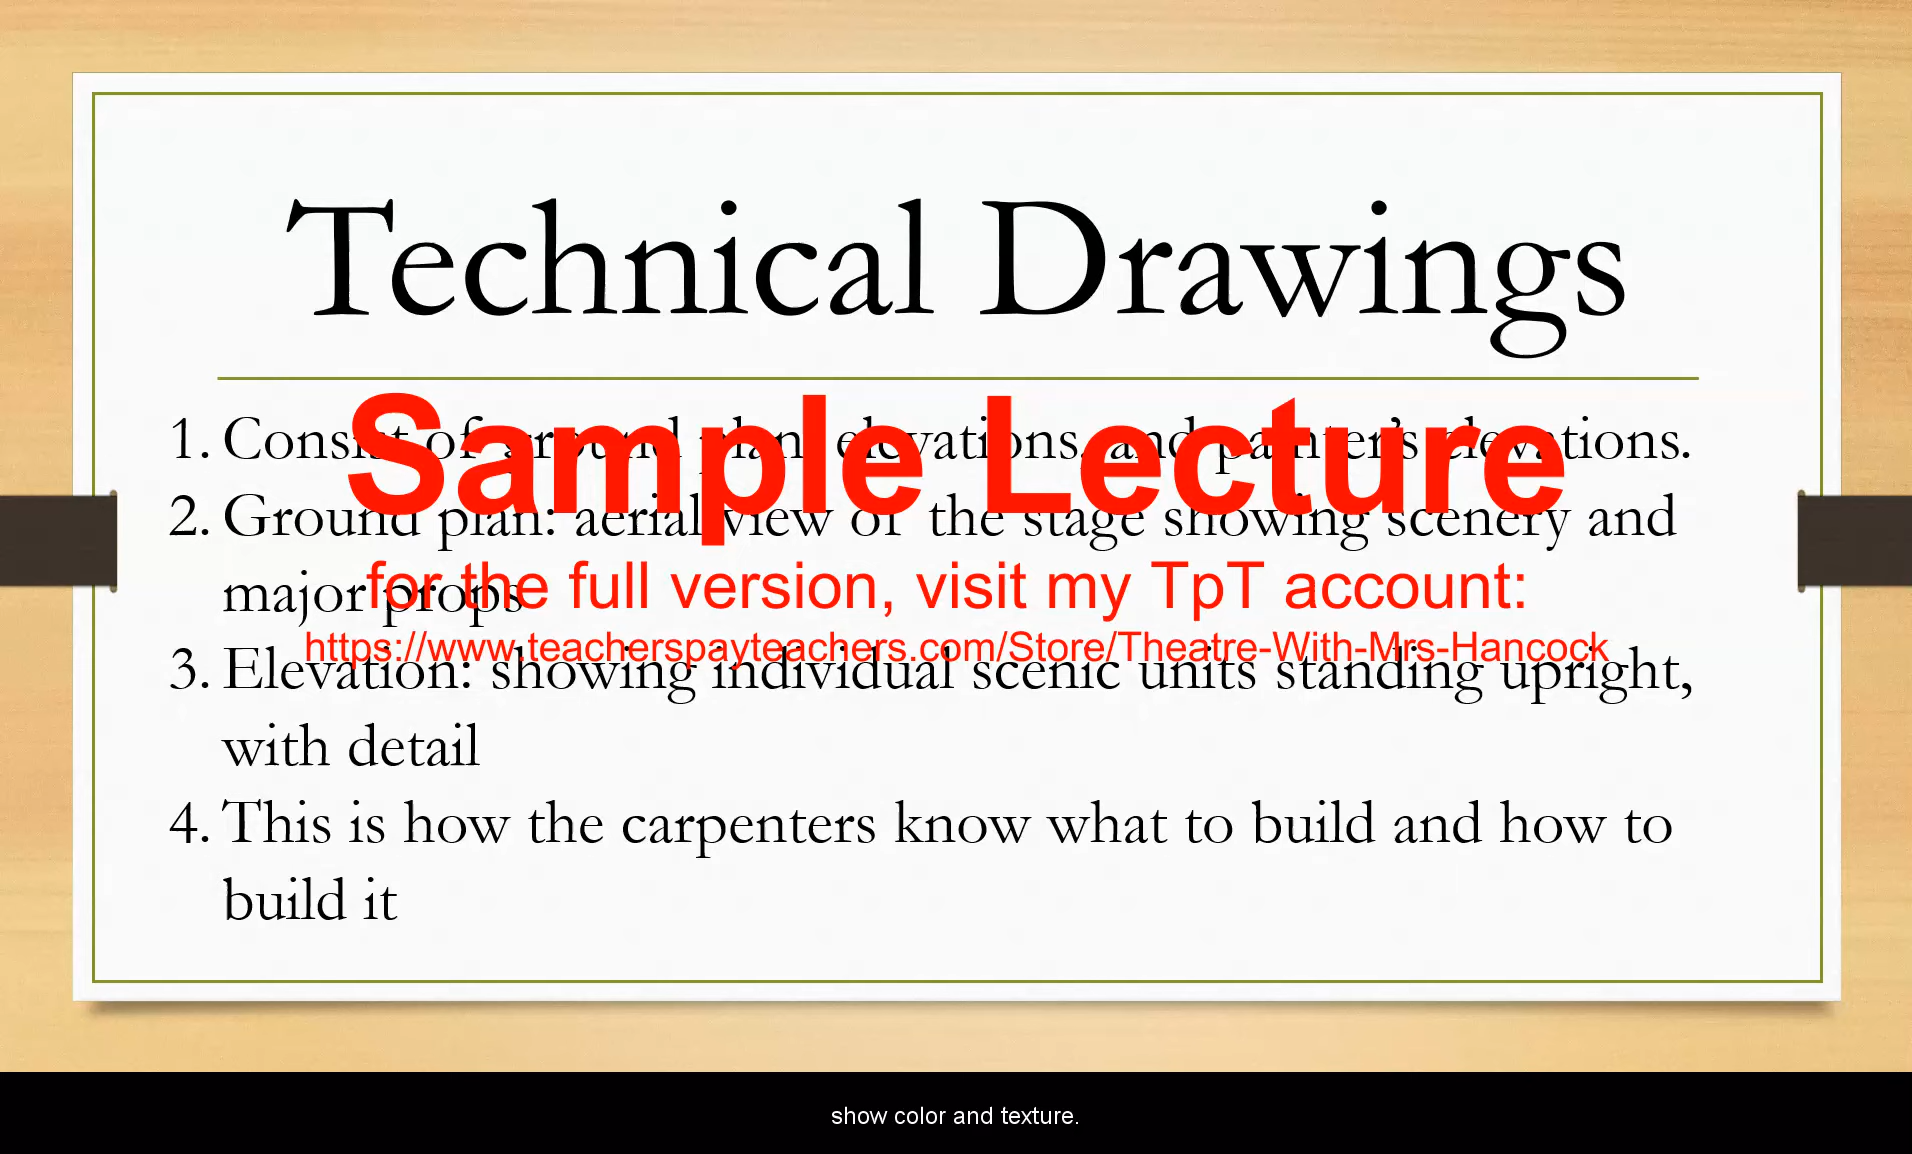 Technical Drawings
1. Consist of ground plan, elevations, and painter's elevations.
2. Ground plan: aerial view of the stage showing scenery and
major props
3. Elevation: showing individual scenic units standing upright,
with detail
4. This is how the carpenters know what to build and how to
build it
Sample Lecture
for the full version, visit my TpT account:
https://www.teacherspayteachers.com/Store/Theatre-With-Mrs-Hancock
show color and texture.